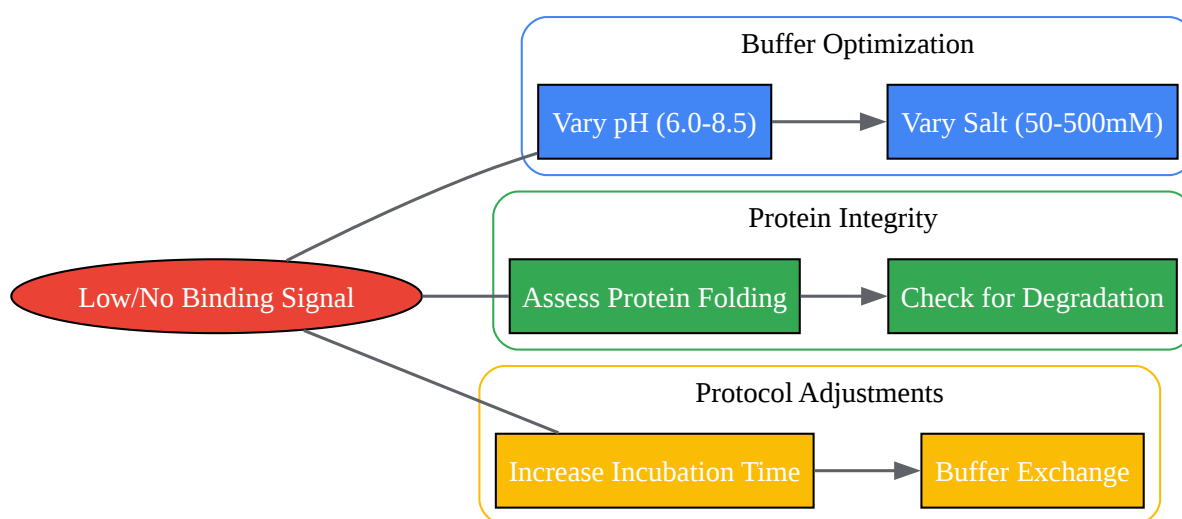 Buffer Optimization
Vary pH (6.0-8.5)
Vary Salt (50-500mM)
Protein Integrity
Low/No Binding Signal
Assess Protein Folding
Check for Degradation
Protocol Adjustments
Increase Incubation Time
Buffer Exchange